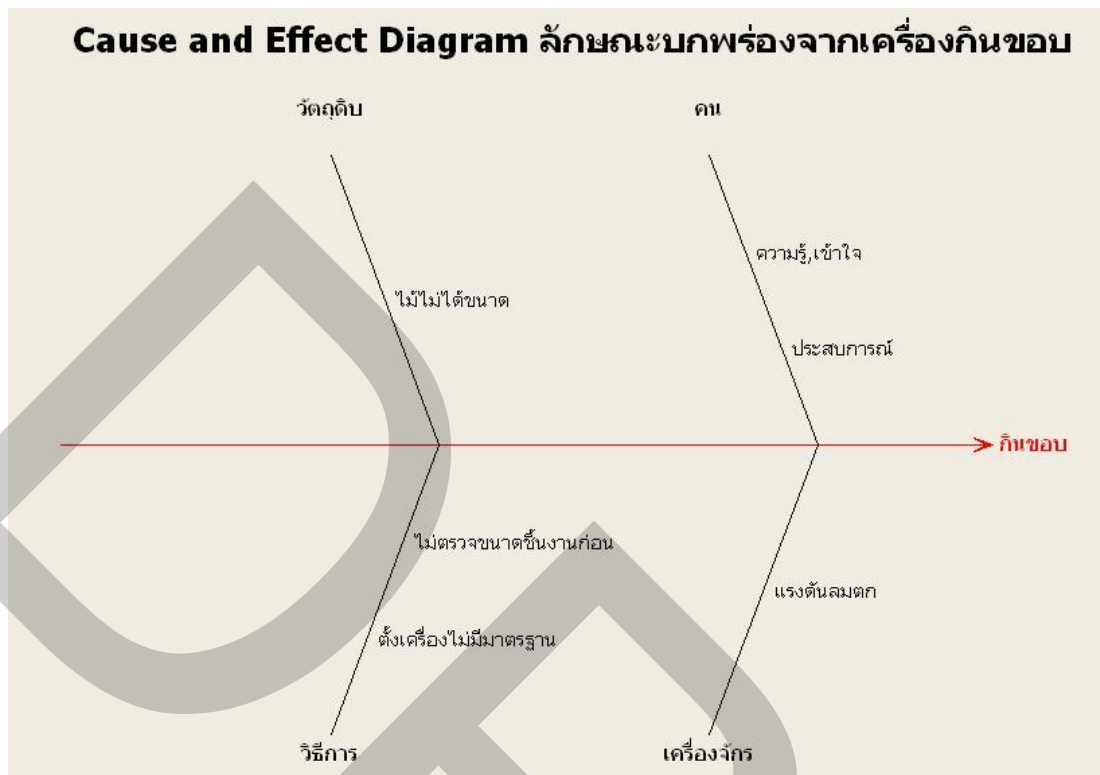 Cause and Effect Diagram ลักษณะบกพร่องจากเครื่องกินขอบ
วัตถุดิบ
คน
ความรู้,เข้าใจ
ไม้ไม่ได้ขนาด
ประสบการณ์
กินขอบ
ไม่ตรวจขนาดชิ้นงานก่อน
แรงดันลมตก
ตั้งเครื่องไม่มีมาตรฐาน
วิธีการ
เครื่องจักร